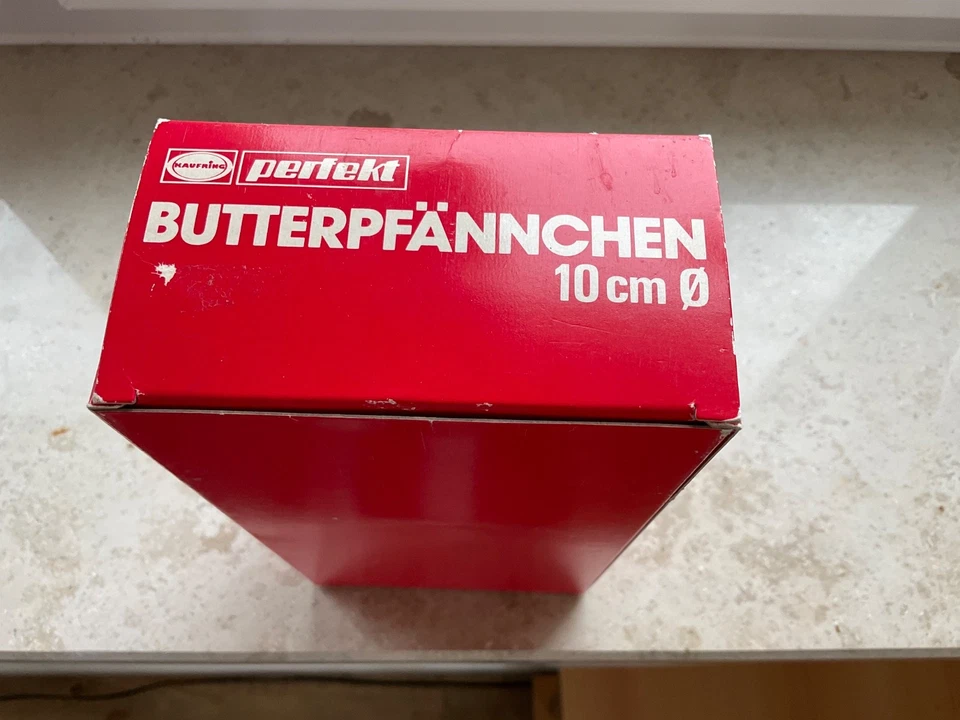 KAUFRING perfekt
BUTTERPFÄNNCHEN
10 cm Ø